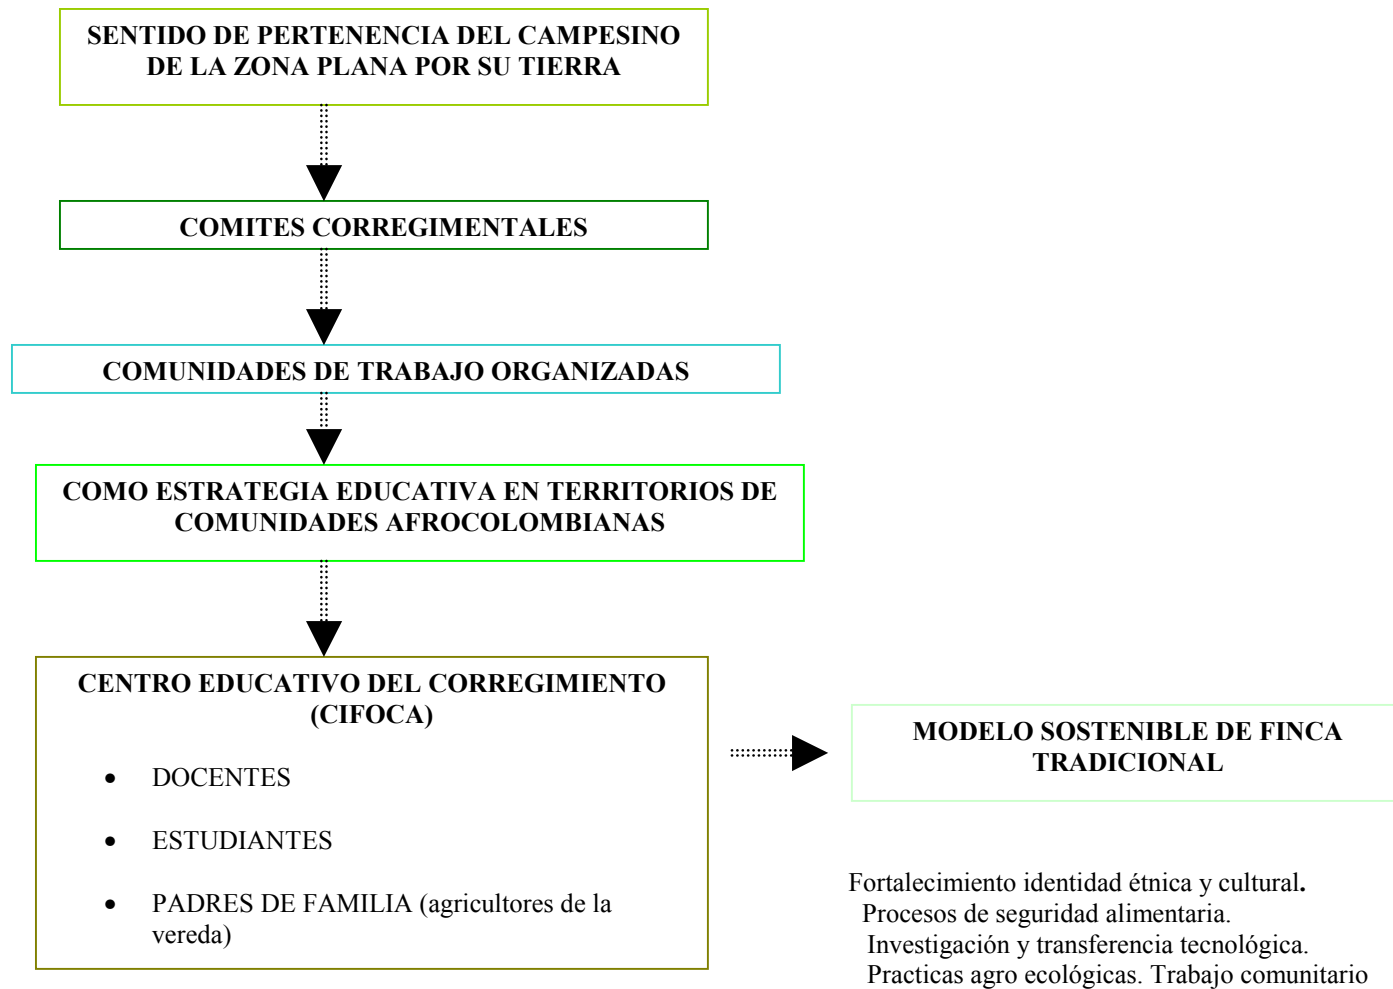 SENTIDO DE PERTENENCIA DEL CAMPESINO
DE LA ZONA PLANA POR SU TIERRA
COMITES CORREGIMENTALES
COMUNIDADES DE TRABAJO ORGANIZADAS
COMO ESTRATEGIA EDUCATIVA EN TERRITORIOS DE
COMUNIDADES AFROCOLOMBIANAS
CENTRO EDUCATIVO DEL CORREGIMIENTO
(CIFOCA)
• DOCENTES
• ESTUDIANTES
• PADRES DE FAMILIA (agricultores de la
vereda)
MODELO SOSTENIBLE DE FINCA
TRADICIONAL
Fortalecimiento identidad étnica y cultural.
Procesos de seguridad alimentaria.
Investigación y transferencia tecnológica.
Practicas agro ecológicas. Trabajo comunitario